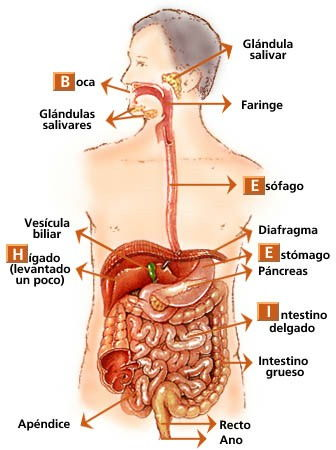 Glándula
salivar
Boca
Faringe
Glándulas
salivares
Esófago
Vesícula
biliar
Diafragma
Hígado
(levantado
un poco)
Estómago
Páncreas
Intestino
delgado
Intestino
grueso
Apéndice
Recto
Ano